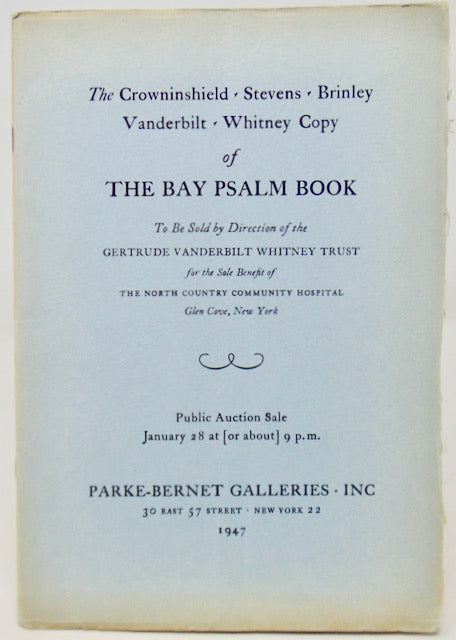 The Crowninshield · Stevens · Brinley
Vanderbilt · Whitney Copy
of
THE BAY PSALM BOOK
To Be Sold by Direction of the
GERTRUDE VANDERBILT WHITNEY TRUST
for the Sole Benefit of
THE NORTH COUNTRY COMMUNITY HOSPITAL
Glen Cove, New York
Public Auction Sale
January 28 at [or about] 9 p.m.
PARKE-BERNET GALLERIES · INC
30 EAST 57 STREET · NEW YORK 22
1947